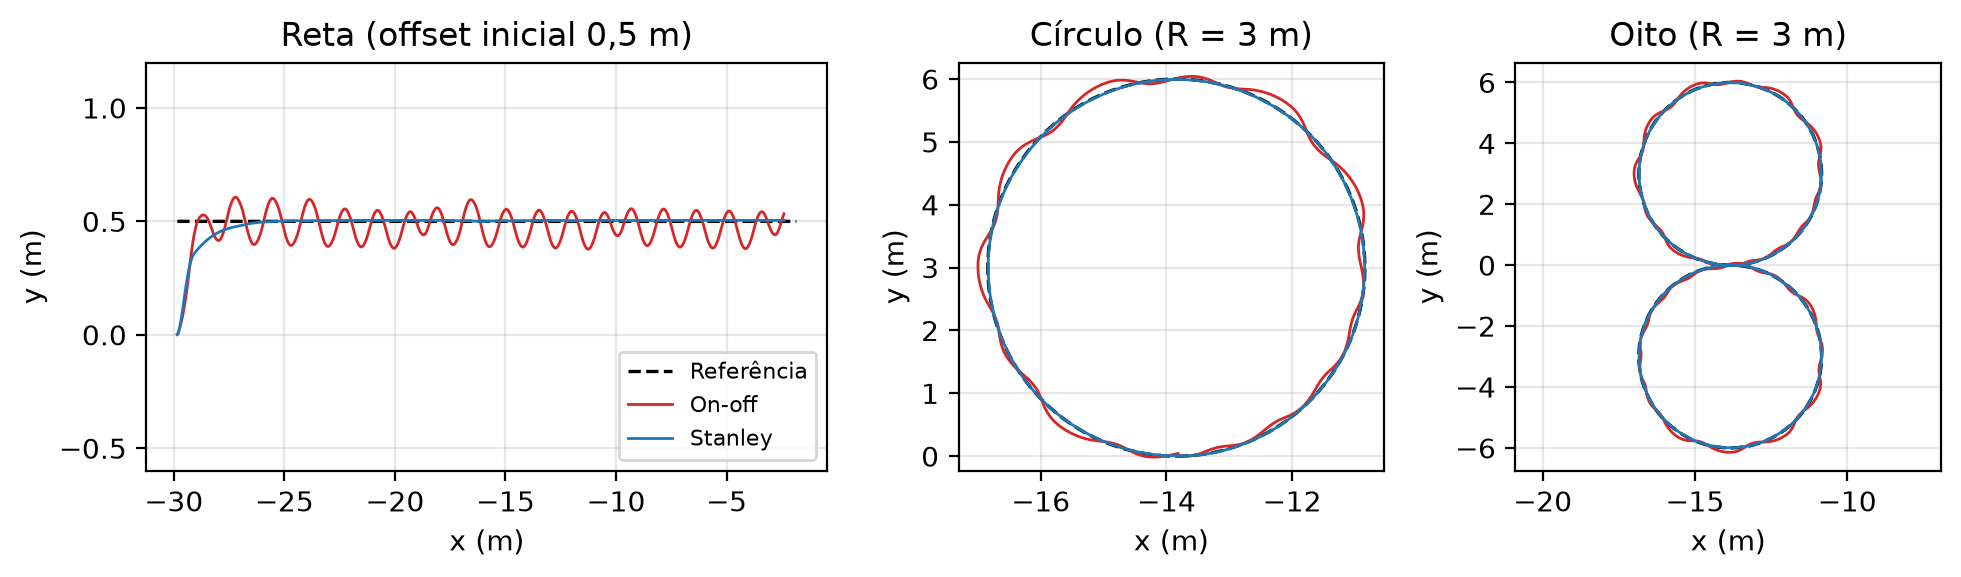 Reta (offset inicial 0,5 m)
1.0
0.5
0.0
−0.5
y (m)
−30 −25 −20 −15 −10 −5
x (m)
Referência
On-off
Stanley
Círculo (R = 3 m)
6
5
4
3
2
1
0
y (m)
−16 −14 −12
x (m)
Oito (R = 3 m)
6
4
2
0
−2
−4
−6
y (m)
−20 −15 −10
x (m)